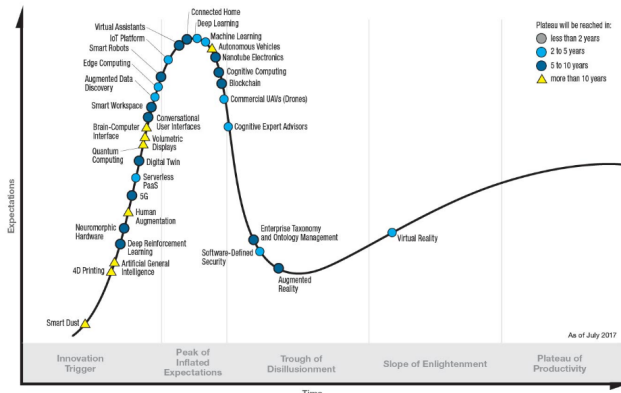 Expectations
Connected Home
Virtual Assistants
Deep Learning
IoT Platform
Machine Learning
Smart Robots
Autonomous Vehicles
Edge Computing
Nanotube Electronics
Augmented Data
Discovery
Cognitive Computing
Blockchain
Smart Workspace
Commercial UAVs (Drones)
Conversational
User Interfaces
Cognitive Expert Advisors
Brain-Computer
Interface
Volumetric
Displays
Quantum
Computing
Digital Twin
Serverless
PaaS
5G
Human
Augmentation
Neuromorphic
Hardware
Deep Reinforcement
Learning
Artificial General
Intelligence
4D Printing
Smart Dust
Enterprise Taxonomy
and Ontology Management
Software-Defined
Security
Augmented
Reality
Virtual Reality
Plateau will be reached in:
less than 2 years
2 to 5 years
5 to 10 years
more than 10 years
As of July 2017
Innovation
Trigger
Peak of
Inflated
Expectations
Trough of
Disillusionment
Slope of Enlightenment
Plateau of
Productivity
Time